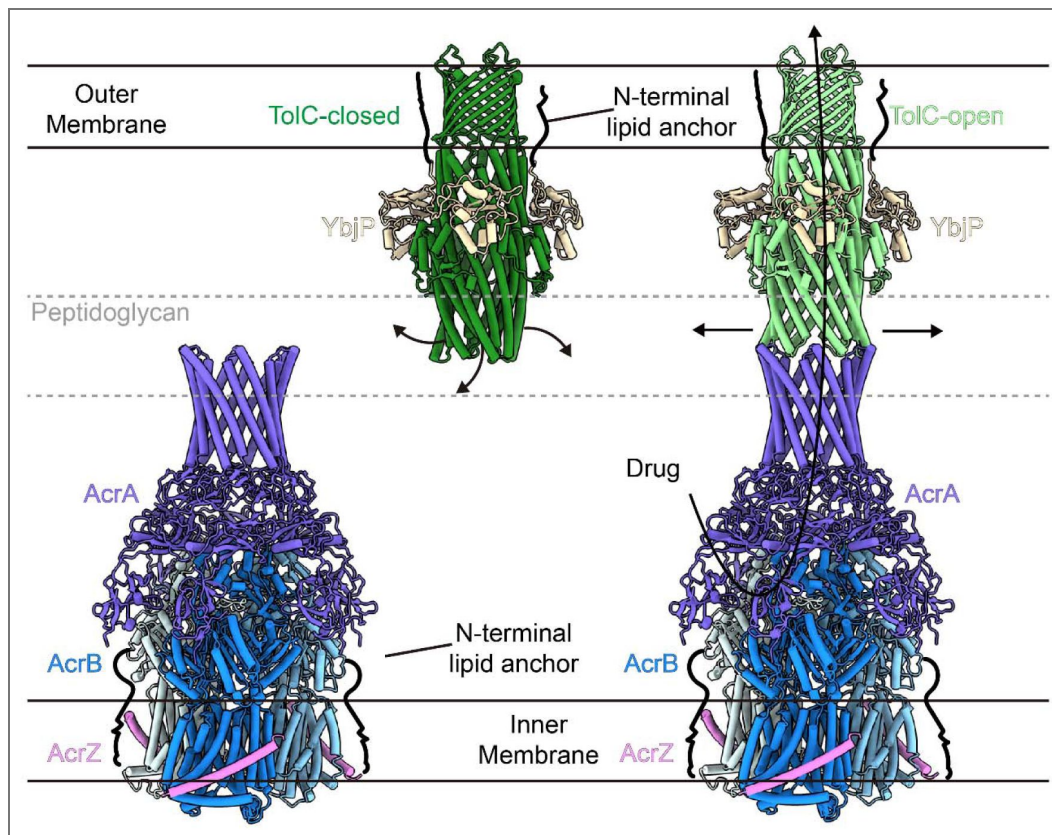 Outer
Membrane
TolC-closed
N-terminal
lipid anchor
TolC-open
YbjP
YbjP
Peptidoglycan
Drug
AcrA
AcrA
N-terminal
lipid anchor
AcrB
AcrB
Inner
Membrane
AcrZ
AcrZ